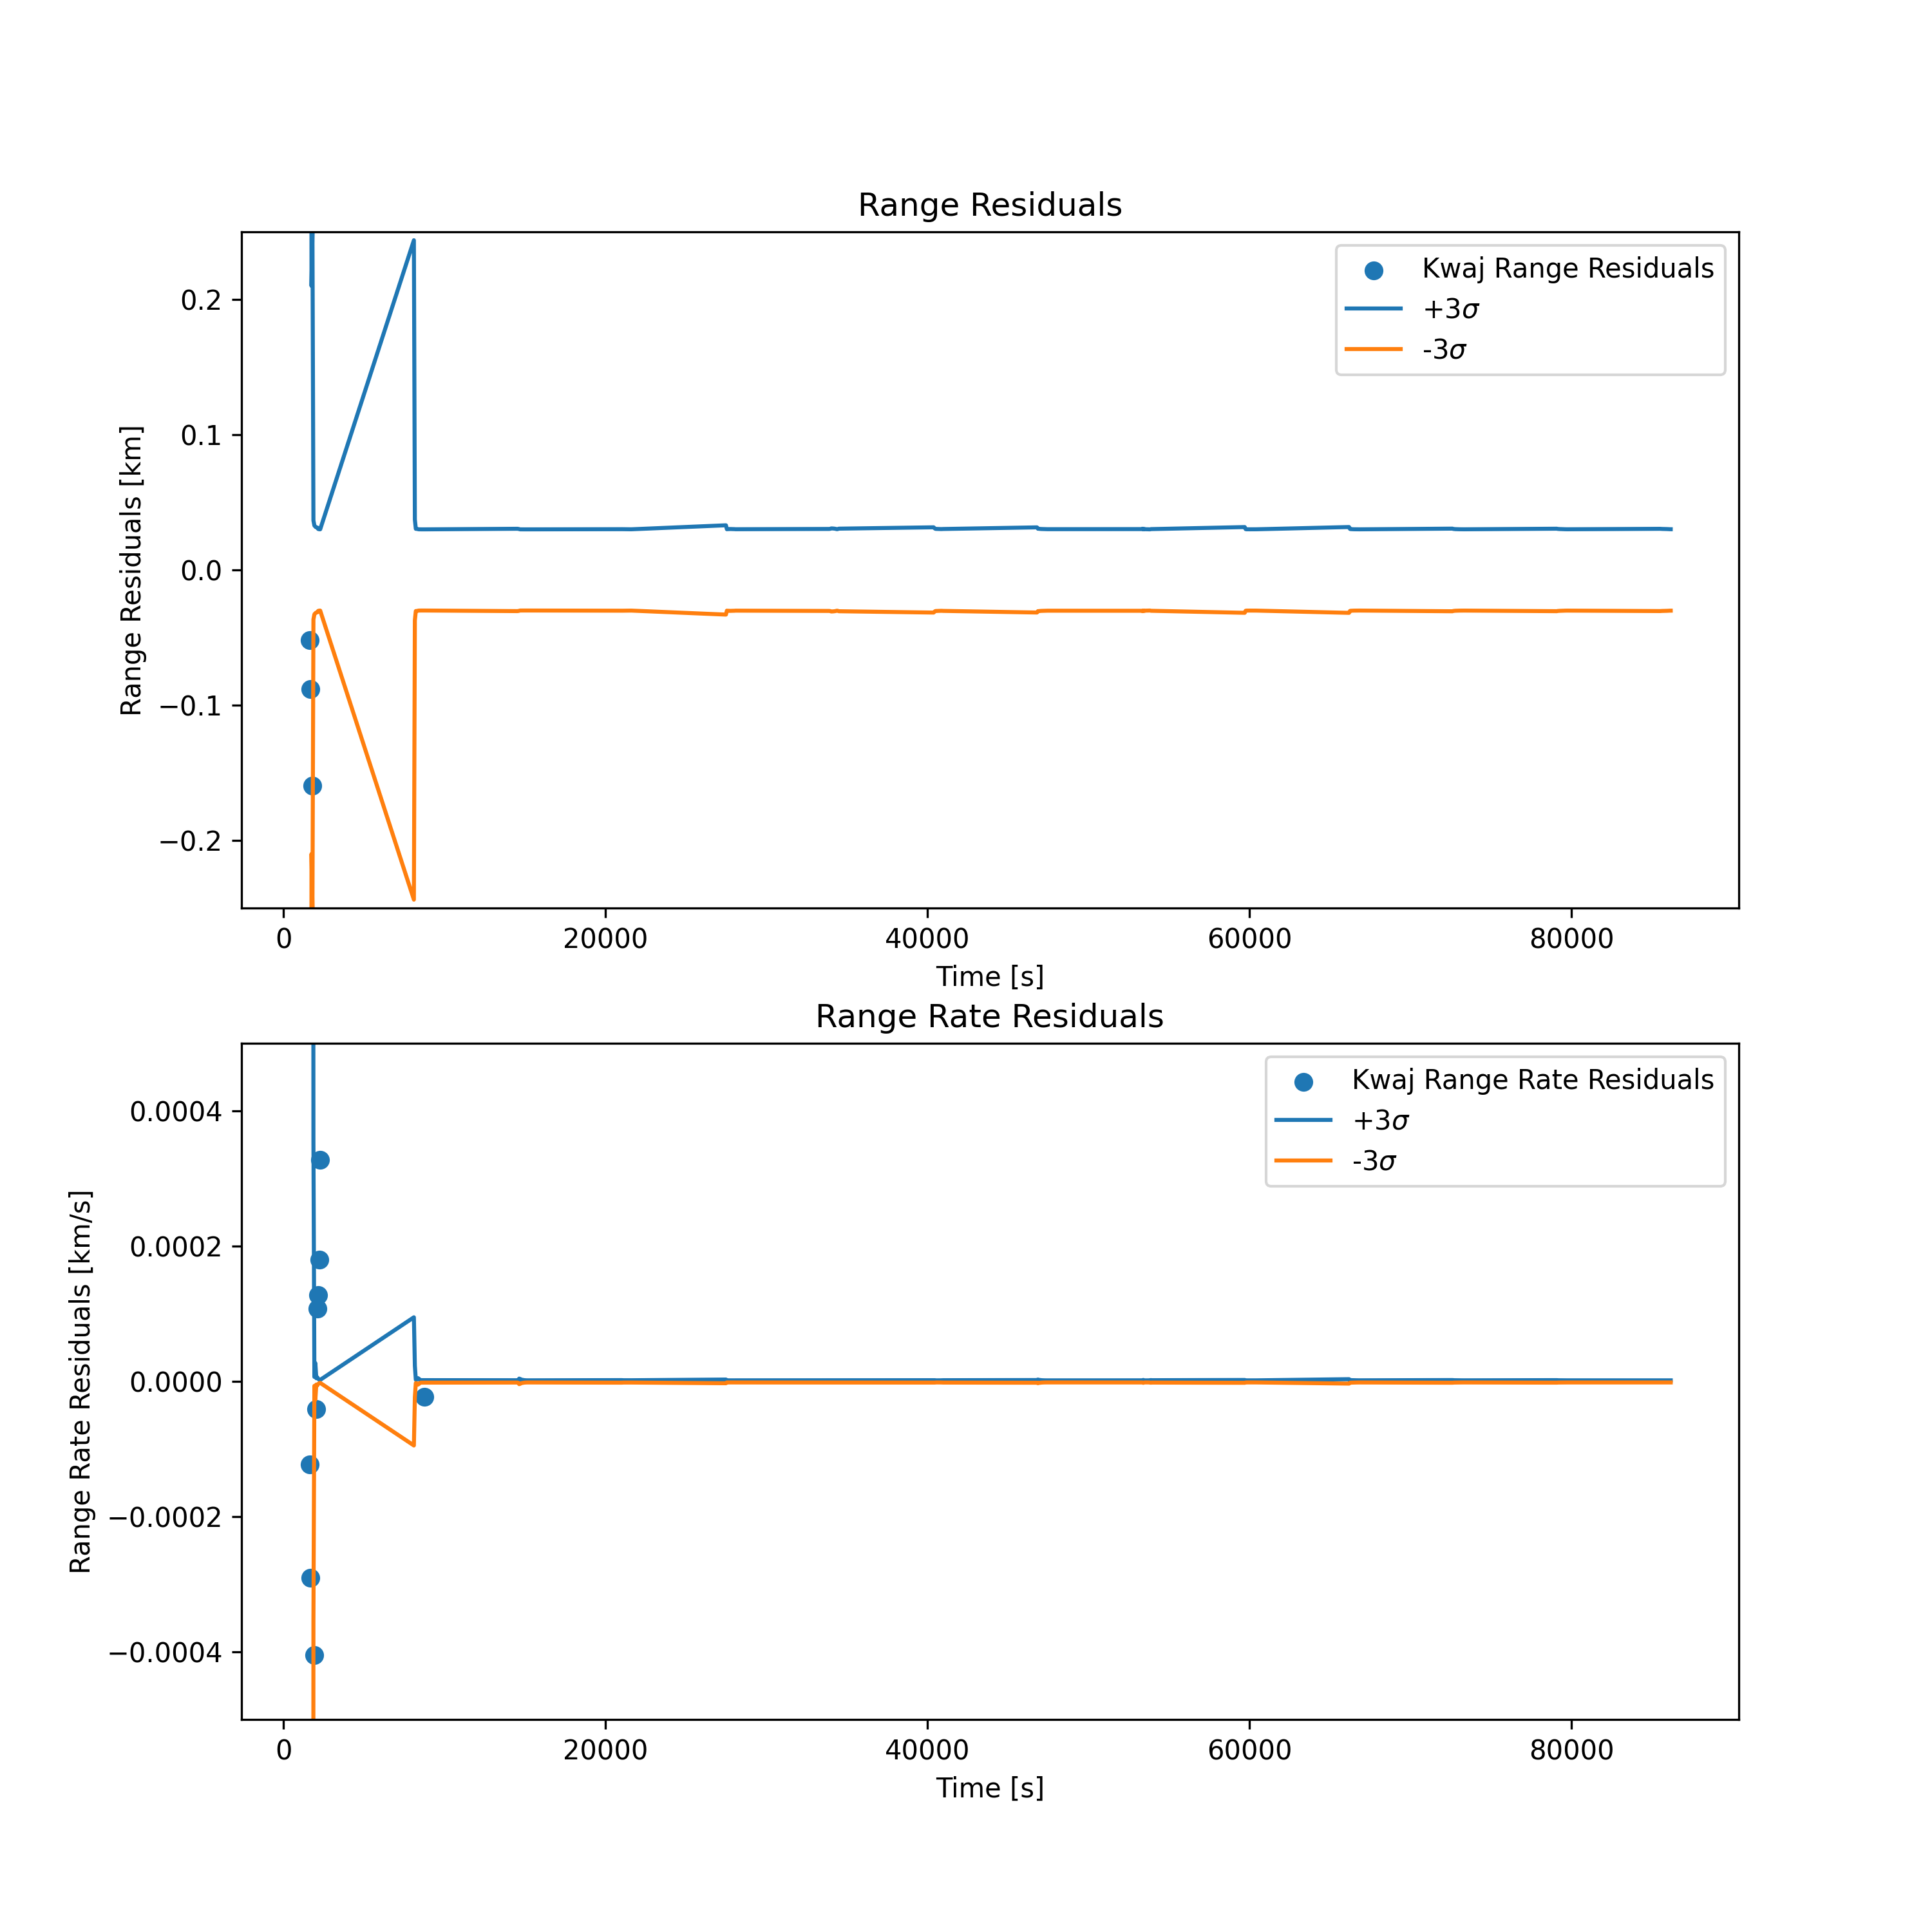 Range Residuals
Kwaj Range Residuals
+3σ
-3σ
Range Residuals [km]
0.2
0.1
0.0
−0.1
−0.2
0 20000 40000 60000 80000
Time [s]
Range Rate Residuals
Kwaj Range Rate Residuals
+3σ
-3σ
Range Rate Residuals [km/s]
0.0004
0.0002
0.0000
−0.0002
−0.0004
0 20000 40000 60000 80000
Time [s]